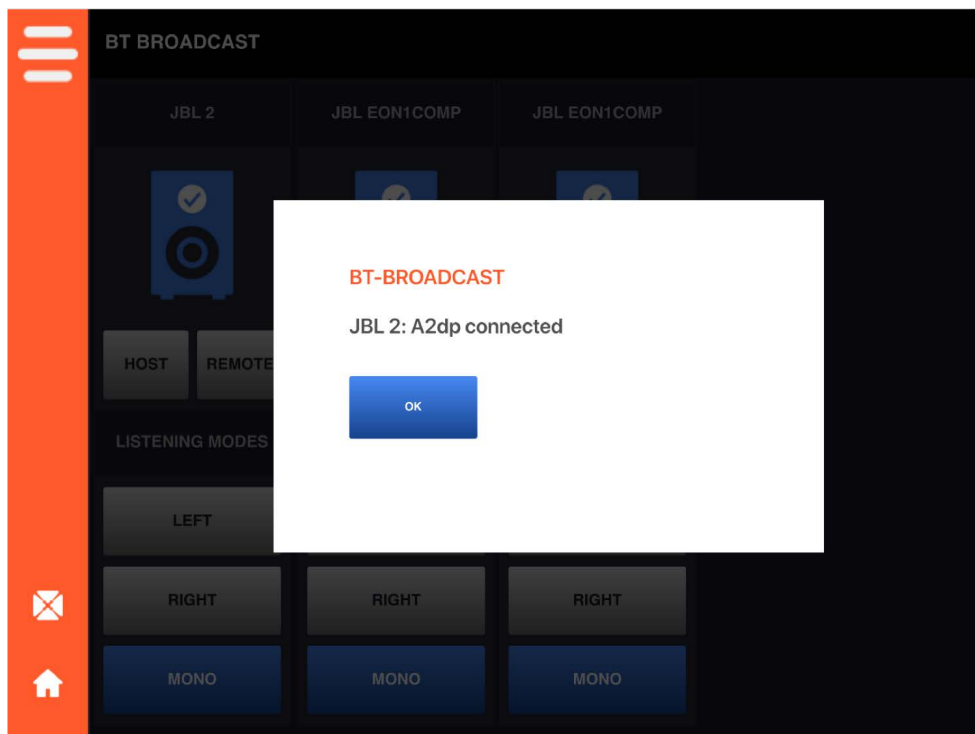 BT BROADCAST
JBL 2
JBL EON1COMP
JBL EON1COMP
BT-BROADCAST
JBL 2: A2dp connected
OK
HOST
REMOTE
LISTENING MODES
LEFT
RIGHT
RIGHT
RIGHT
MONO
MONO
MONO